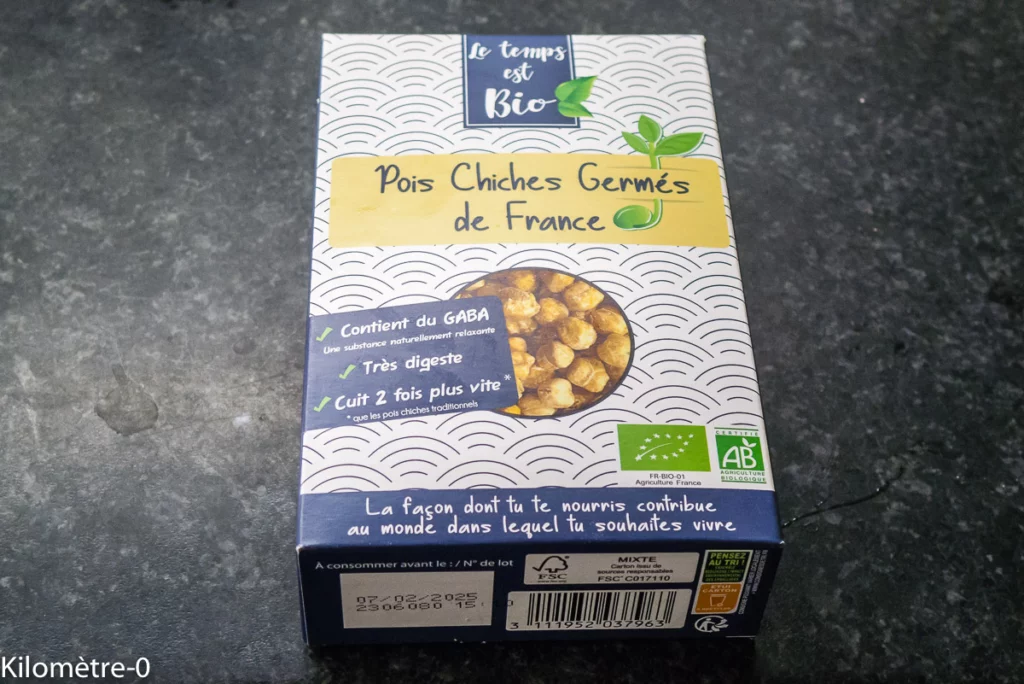 Le temps
est
Bio
Pois Chiches Germés
de France
Contient du GABA
Une substance naturellement relaxante
Très digeste
Cuit 2 fois plus vite*
* que les pois chiches traditionnels
CERTIFIÉ
AB
AGRICULTURE
BIOLOGIQUE
FR-BIO-01
Agriculture France
La façon dont tu te nourris contribue
au monde dans lequel tu souhaites vivre
À consommer avant le : / N° de lot
07/02/2025
2306080 15
FSC
MIXTE
Carton issu de
sources responsables
FSC® C017110
3 111952 037963
PENSEZ
AU TRI !
ÉTUI
CARTON
Kilomètre-0